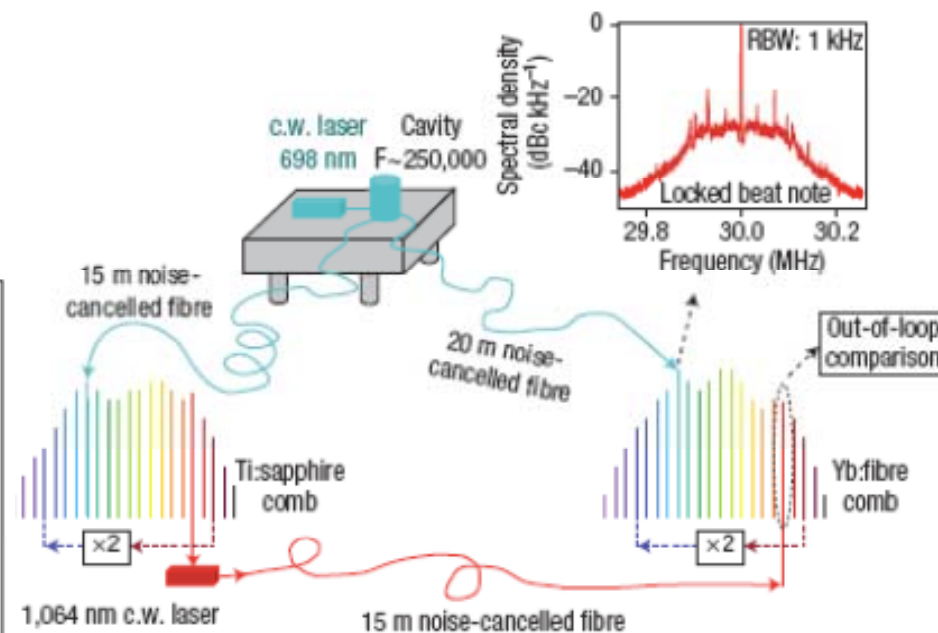 0
RBW: 1 kHz
−20
−40
Spectral density
(dBc kHz⁻¹)
Locked beat note
29.8
30.0
30.2
Frequency (MHz)
c.w. laser
698 nm
Cavity
F~250,000
15 m noise-
cancelled fibre
20 m noise-
cancelled fibre
Out-of-loop
comparison
Ti:sapphire
comb
Yb:fibre
comb
×2
×2
1,064 nm c.w. laser
15 m noise-cancelled fibre